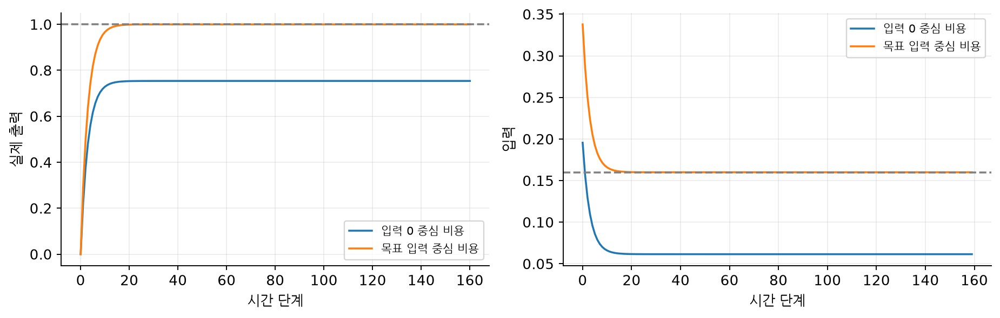 1.0
0.8
0.6
0.4
0.2
0.0
실제 출력
0 20 40 60 80 100 120 140 160
시간 단계
입력 0 중심 비용
목표 입력 중심 비용
0.35
0.30
0.25
0.20
0.15
0.10
0.05
입력
0 20 40 60 80 100 120 140 160
시간 단계
입력 0 중심 비용
목표 입력 중심 비용